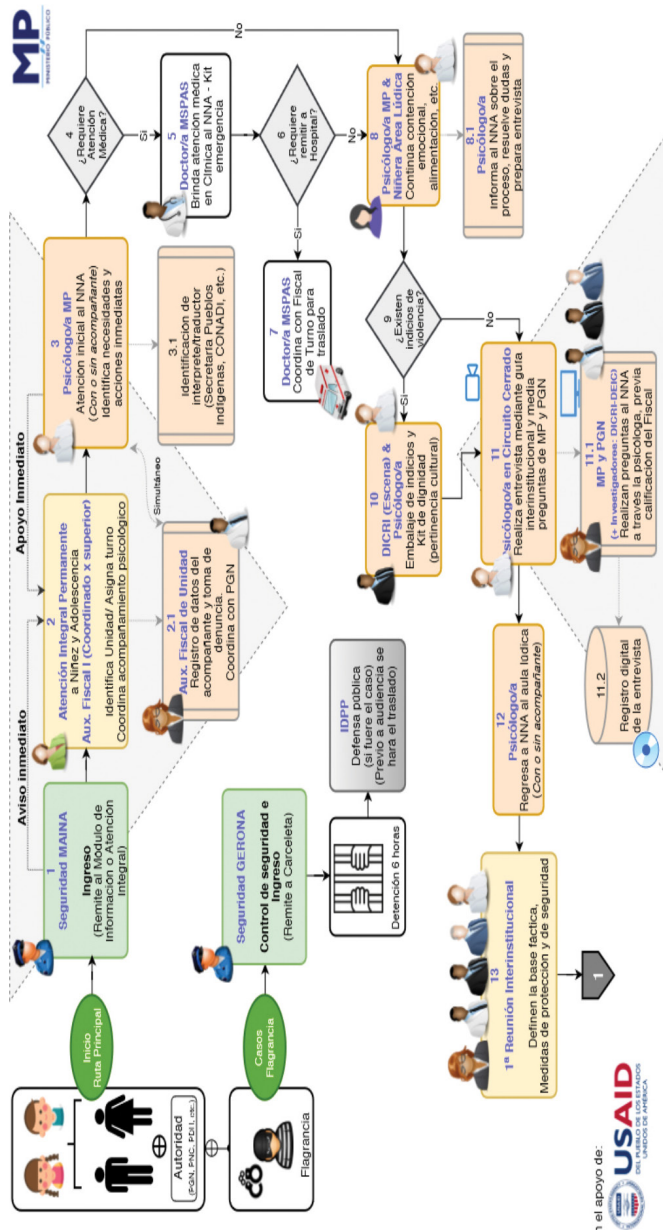 MP
MINISTERIO PÚBLICO
Autoridad
(PGN, PNC, PDH, etc.)
Flagrancia
Inicio
Ruta Principal
Casos
Flagrancia
Aviso inmediato
Apoyo Inmediato
1
Seguridad MAINA
Ingreso
(Remite al Módulo de
Información o Atención
Integral)
2
Atención Integral Permanente
a Niñez y Adolescencia
Aux. Fiscal I (Coordinado x superior)
Identifica Unidad/ Asigna turno
Coordina acompañamiento psicológico
2.1
Aux. Fiscal de Unidad
Registro de datos del
acompañante y toma de
denuncia.
Coordina con PGN
Simultáneo
3
Psicólogo/a MP
Atención inicial al NNA
(Con o sin acompañante)
Identifica necesidades y
acciones inmediatas
3.1
Identificación de
intérprete/traductor
(Secretaría Pueblos
Indígenas, CONADI, etc.)
4
¿Requiere
Atención
Médica?
No
Si
5
Doctor/a MSPAS
Brinda atención médica
en Clínica al NNA - Kit
emergencia
6
¿Requiere
remitir a
Hospital?
No
Si
7
Doctor/a MSPAS
Coordina con Fiscal
de Turno para
traslado
8
Psicólogo/a MP &
Niñera Área Lúdica
Continúa contención
emocional,
alimentación, etc.
8.1
Psicólogo/a
Informa al NNA sobre el
proceso, resuelve dudas y
prepara entrevista
9
¿Existen
indicios de
violencia?
No
Si
Seguridad GERONA
Control de seguridad e
Ingreso
(Remite a Carceleta)
Detención 6 horas
IDPP
Defensa pública
(si fuere el caso)
(Previo a audiencia se
hará el traslado)
10
DICRI (Escena) &
Psicólogo/a
Embalaje de indicios y
Kit de dignidad
(pertinencia cultural)
11
Psicólogo/a en Circuito Cerrado
Realiza entrevista mediante guía
interinstitucional y media
preguntas de MP y PGN
11.1
(+ Investigadores: DICRI-DEIC)
MP y PGN
Realizan preguntas al NNA
a través la psicóloga, previa
calificación del Fiscal
11.2
Registro digital
de la entrevista
12
Psicólogo/a
Regresa a NNA al aula lúdica
(Con o sin acompañante)
13
1ª Reunión Interinstitucional
Definen la base fáctica,
Medidas de protección y de seguridad
1
n el apoyo de:
USAID
DEL PUEBLO DE LOS ESTADOS
UNIDOS DE AMÉRICA